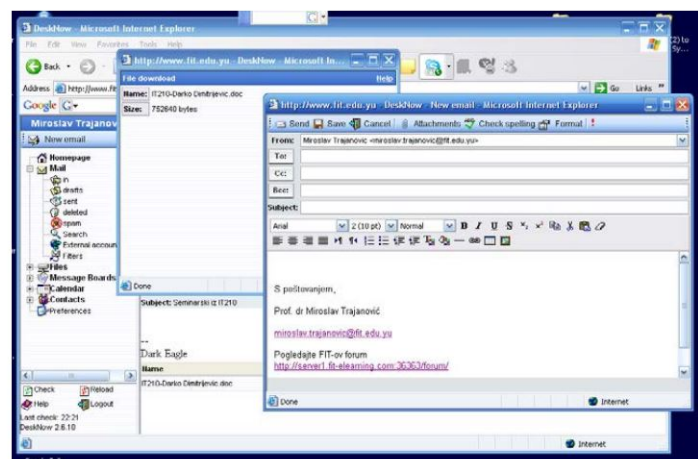 DeskNow - Microsoft Internet Explorer
File Edit View Favorites Tools Help
Back
Address http://www.fit
Go Links »
Google G
Miroslav Trajanov
New email
Homepage
Mail
in
drafts
sent
deleted
spam
Search
External accoun
Filters
Files
Message Boards
Calendar
Contacts
Preferences
Check Reload
Help Logout
Last check: 22:21
DeskNow 2.6.10
http://www.fit.edu.yu - DeskNow - Microsoft In...
File download Help
Name: IT210-Darko Dimitrijevic.doc
Size: 752640 bytes
Done
Subject: Seminarski iz IT210
--
Dark Eagle
Name
IT210-Darko Dimitrijevic.doc
http://www.fit.edu.yu - DeskNow - New email - Microsoft Internet Explorer
Send Save Cancel Attachments Check spelling Format !
From: Miroslav Trajanovic <miroslav.trajanovic@fit.edu.yu>
To:
Cc:
Bcc:
Subject:
Arial 2 (10 pt) Normal B I U S
S poštovanjem,
Prof. dr Miroslav Trajanović
miroslav.trajanovic@fit.edu.yu
Pogledajte FIT-ov forum
http://server1.fit-elearning.com:36363/forum/
Done Internet
Internet
(2) to
Sy...